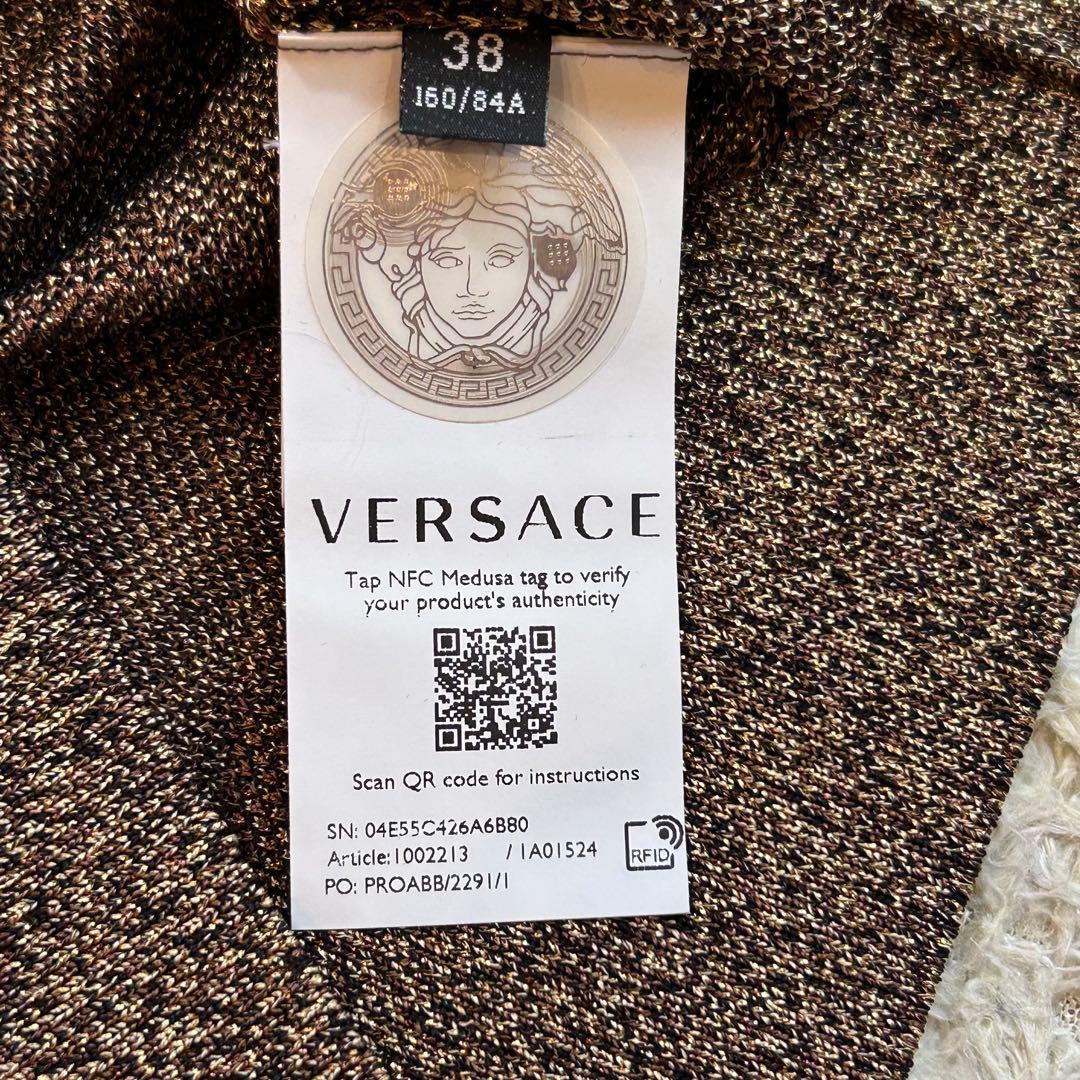 38
160/84A
VERSACE
Tap NFC Medusa tag to verify
your product's authenticity
Scan QR code for instructions
SN: 04E55C426A6B80
Article:1002213 / 1A01524
RFID
PO: PROABB/2291/1